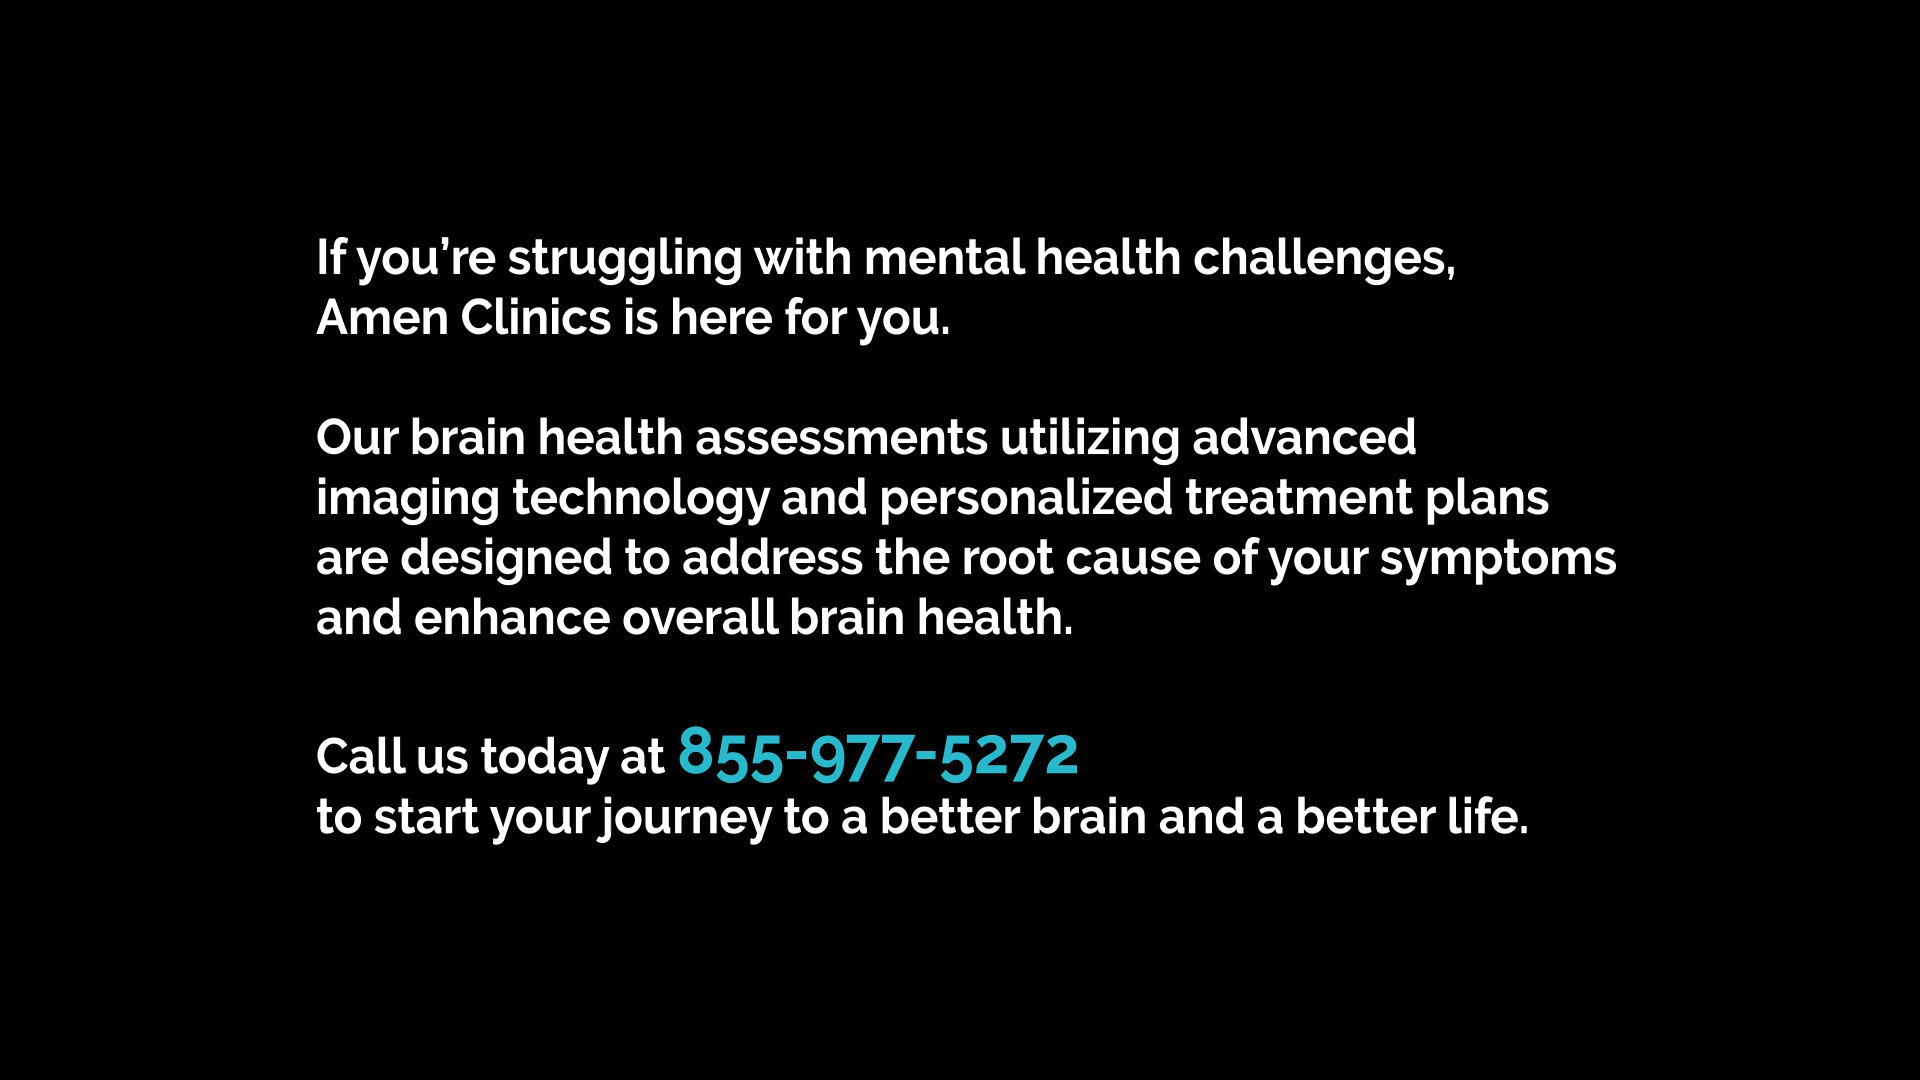 If you’re struggling with mental health challenges,
Amen Clinics is here for you.
Our brain health assessments utilizing advanced
imaging technology and personalized treatment plans
are designed to address the root cause of your symptoms
and enhance overall brain health.
Call us today at 855-977-5272
to start your journey to a better brain and a better life.